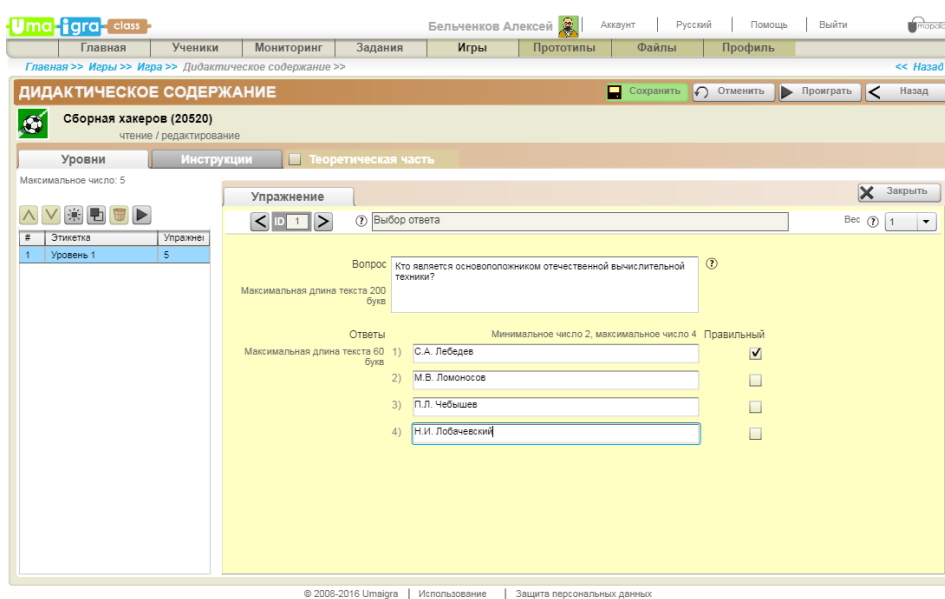 Uma-igra- class
Бельченков Алексей Аккаунт Русский Помощь Выйти
Главная Ученики Мониторинг Задания Игры Прототипы Файлы Профиль
Главная >> Игры >> Игра >> Дидактическое содержание >> << Назад
ДИДАКТИЧЕСКОЕ СОДЕРЖАНИЕ Сохранить Отменить Проиграть Назад
Сборная хакеров (20520)
чтение / редактирование
Уровни Инструкции Теоретическая часть
Максимальное число: 5
Упражнение Закрыть
ID 1 Выбор ответа Вес 1
# Этикетка Упражне
1 Уровень 1 5
Вопрос Кто является основоположником отечественной вычислительной
техники?
Максимальная длина текста 200
букв
Ответы Минимальное число 2, максимальное число 4 Правильный
Максимальная длина текста 60
букв
1) С.А. Лебедев
2) М.В. Ломоносов
3) П.Л. Чебышев
4) Н.И. Лобачевский
© 2008-2016 Umaigra | Использование | Защита персональных данных